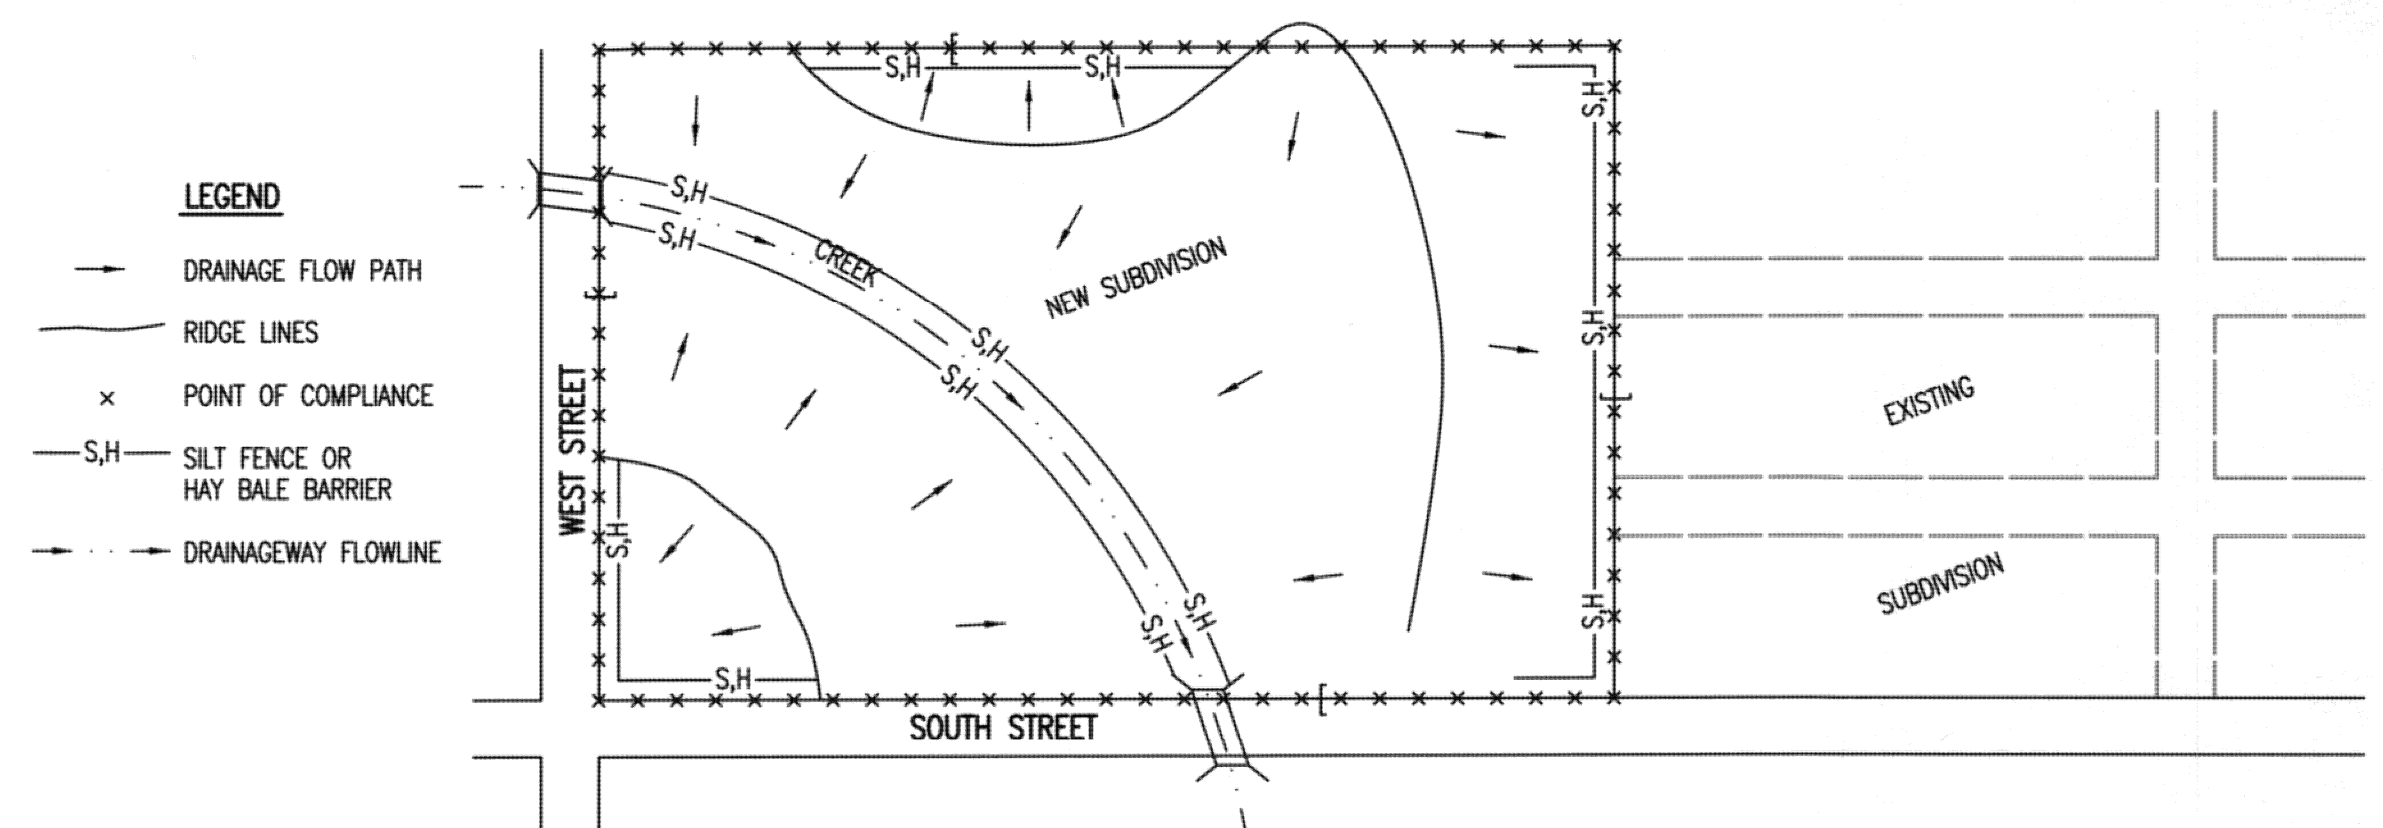 LEGEND
DRAINAGE FLOW PATH
RIDGE LINES
× POINT OF COMPLIANCE
S,H SILT FENCE OR
HAY BALE BARRIER
DRAINAGEWAY FLOWLINE
S,H
S,H
S,H
S,H
S,H
CREEK
NEW SUBDIVISION
S,H
S,H
S,H
WEST STREET
EXISTING
S,H
SUBDIVISION
S,H
S,H
S,H
S,H
SOUTH STREET